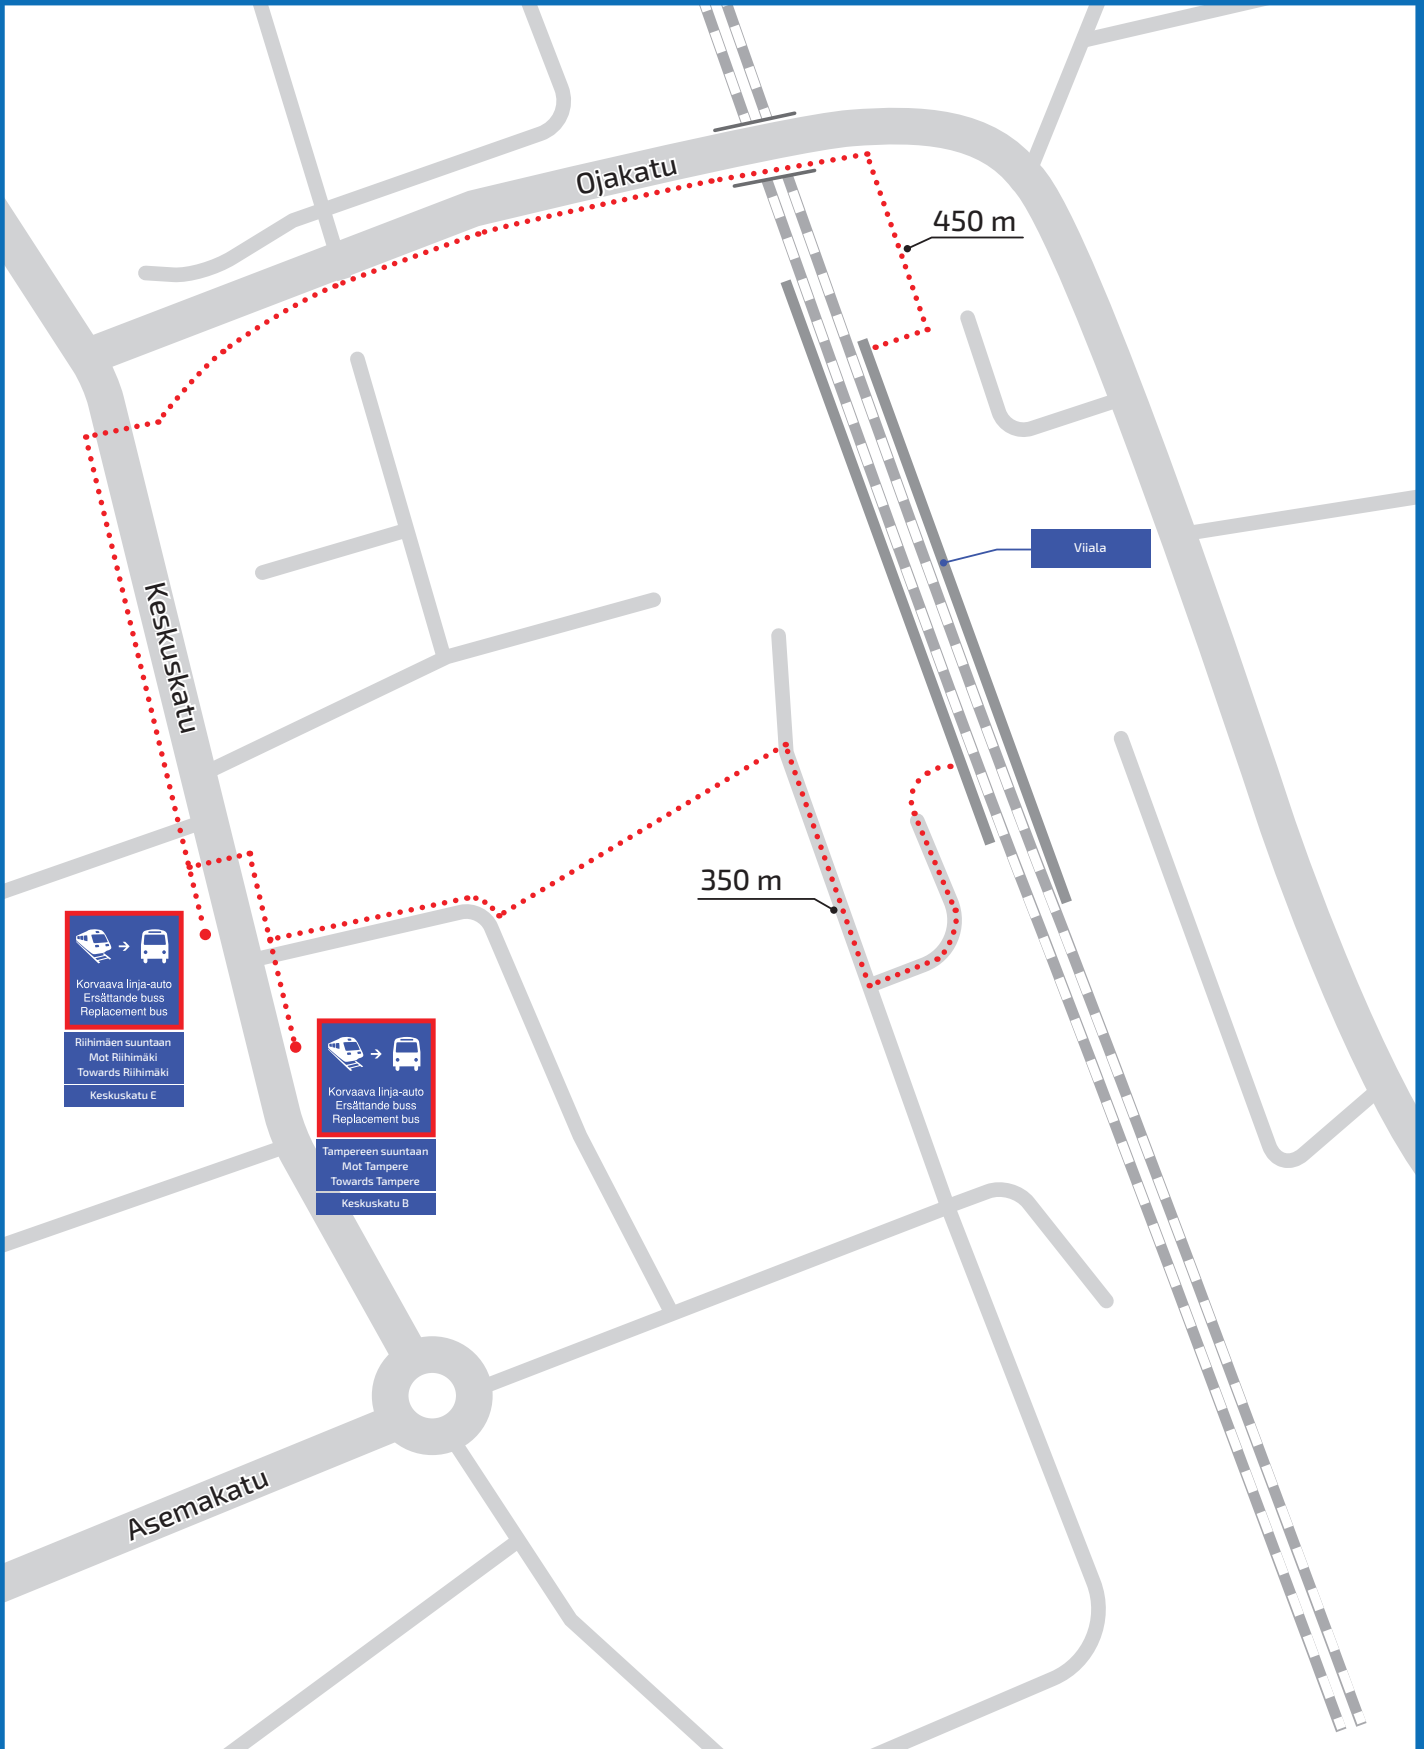 Ojakatu
450 m
Viiala
Keskuskatu
350 m
Korvaava linja-auto
Ersättande buss
Replacement bus
Riihimäen suuntaan
Mot Riihimäki
Towards Riihimäki
Keskuskatu E
Korvaava linja-auto
Ersättande buss
Replacement bus
Tampereen suuntaan
Mot Tampere
Towards Tampere
Keskuskatu B
Asemakatu